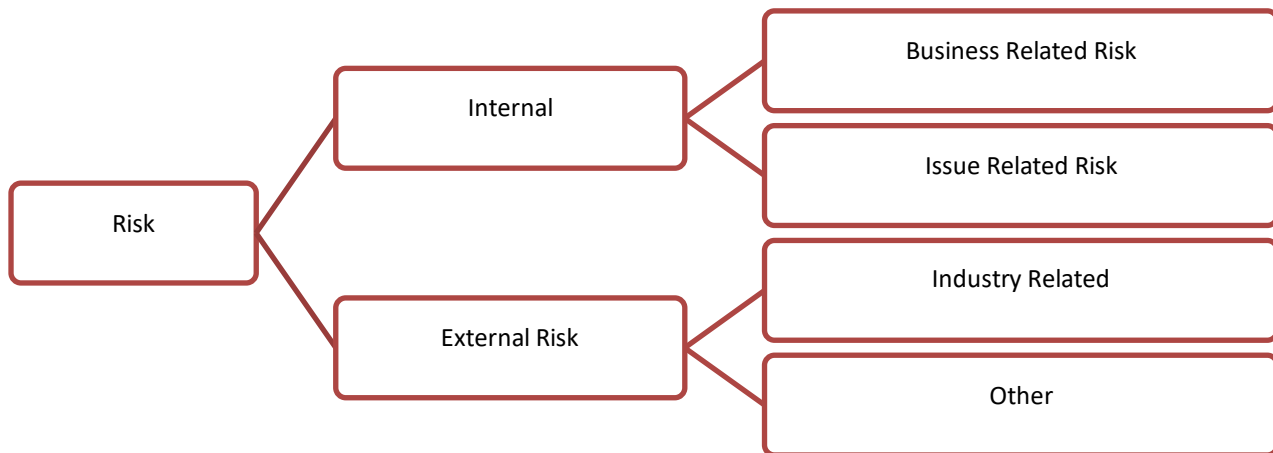 Risk
Internal
Business Related Risk
Issue Related Risk
External Risk
Industry Related
Other